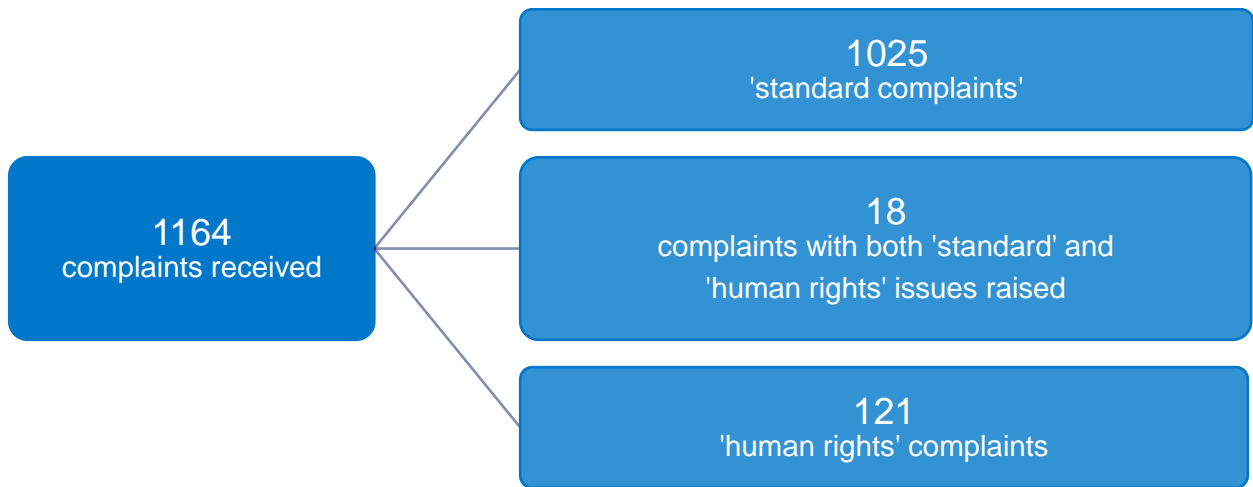 1164
complaints received
1025
'standard complaints'
18
complaints with both 'standard' and
'human rights' issues raised
121
'human rights' complaints